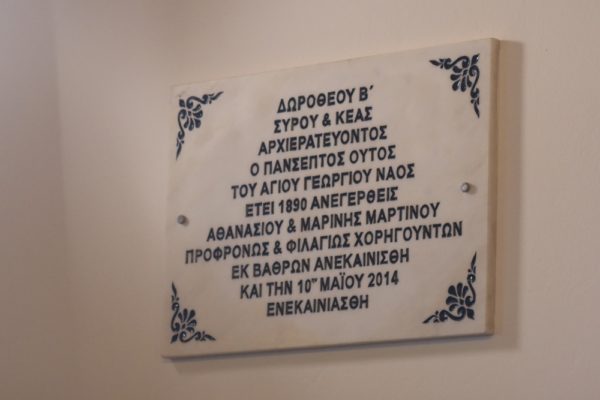 ΔΩΡΟΘΕΟΥ Β΄
ΣΥΡΟΥ & ΚΕΑΣ
ΑΡΧΙΕΡΑΤΕΥΟΝΤΟΣ
Ο ΠΑΝΣΕΠΤΟΣ ΟΥΤΟΣ
ΤΟΥ ΑΓΙΟΥ ΓΕΩΡΓΙΟΥ ΝΑΟΣ
ΕΤΕΙ 1890 ΑΝΕΓΕΡΘΕΙΣ
ΑΘΑΝΑΣΙΟΥ & ΜΑΡΙΝΗΣ ΜΑΡΤΙΝΟΥ
ΠΡΟΦΡΟΝΩΣ & ΦΙΛΑΓΙΩΣ ΧΟΡΗΓΟΥΝΤΩΝ
ΕΚ ΒΑΘΡΩΝ ΑΝΕΚΑΙΝΙΣΘΗ
ΚΑΙ ΤΗΝ 10ην ΜΑΪΟΥ 2014
ΕΝΕΚΑΙΝΙΑΣΘΗ